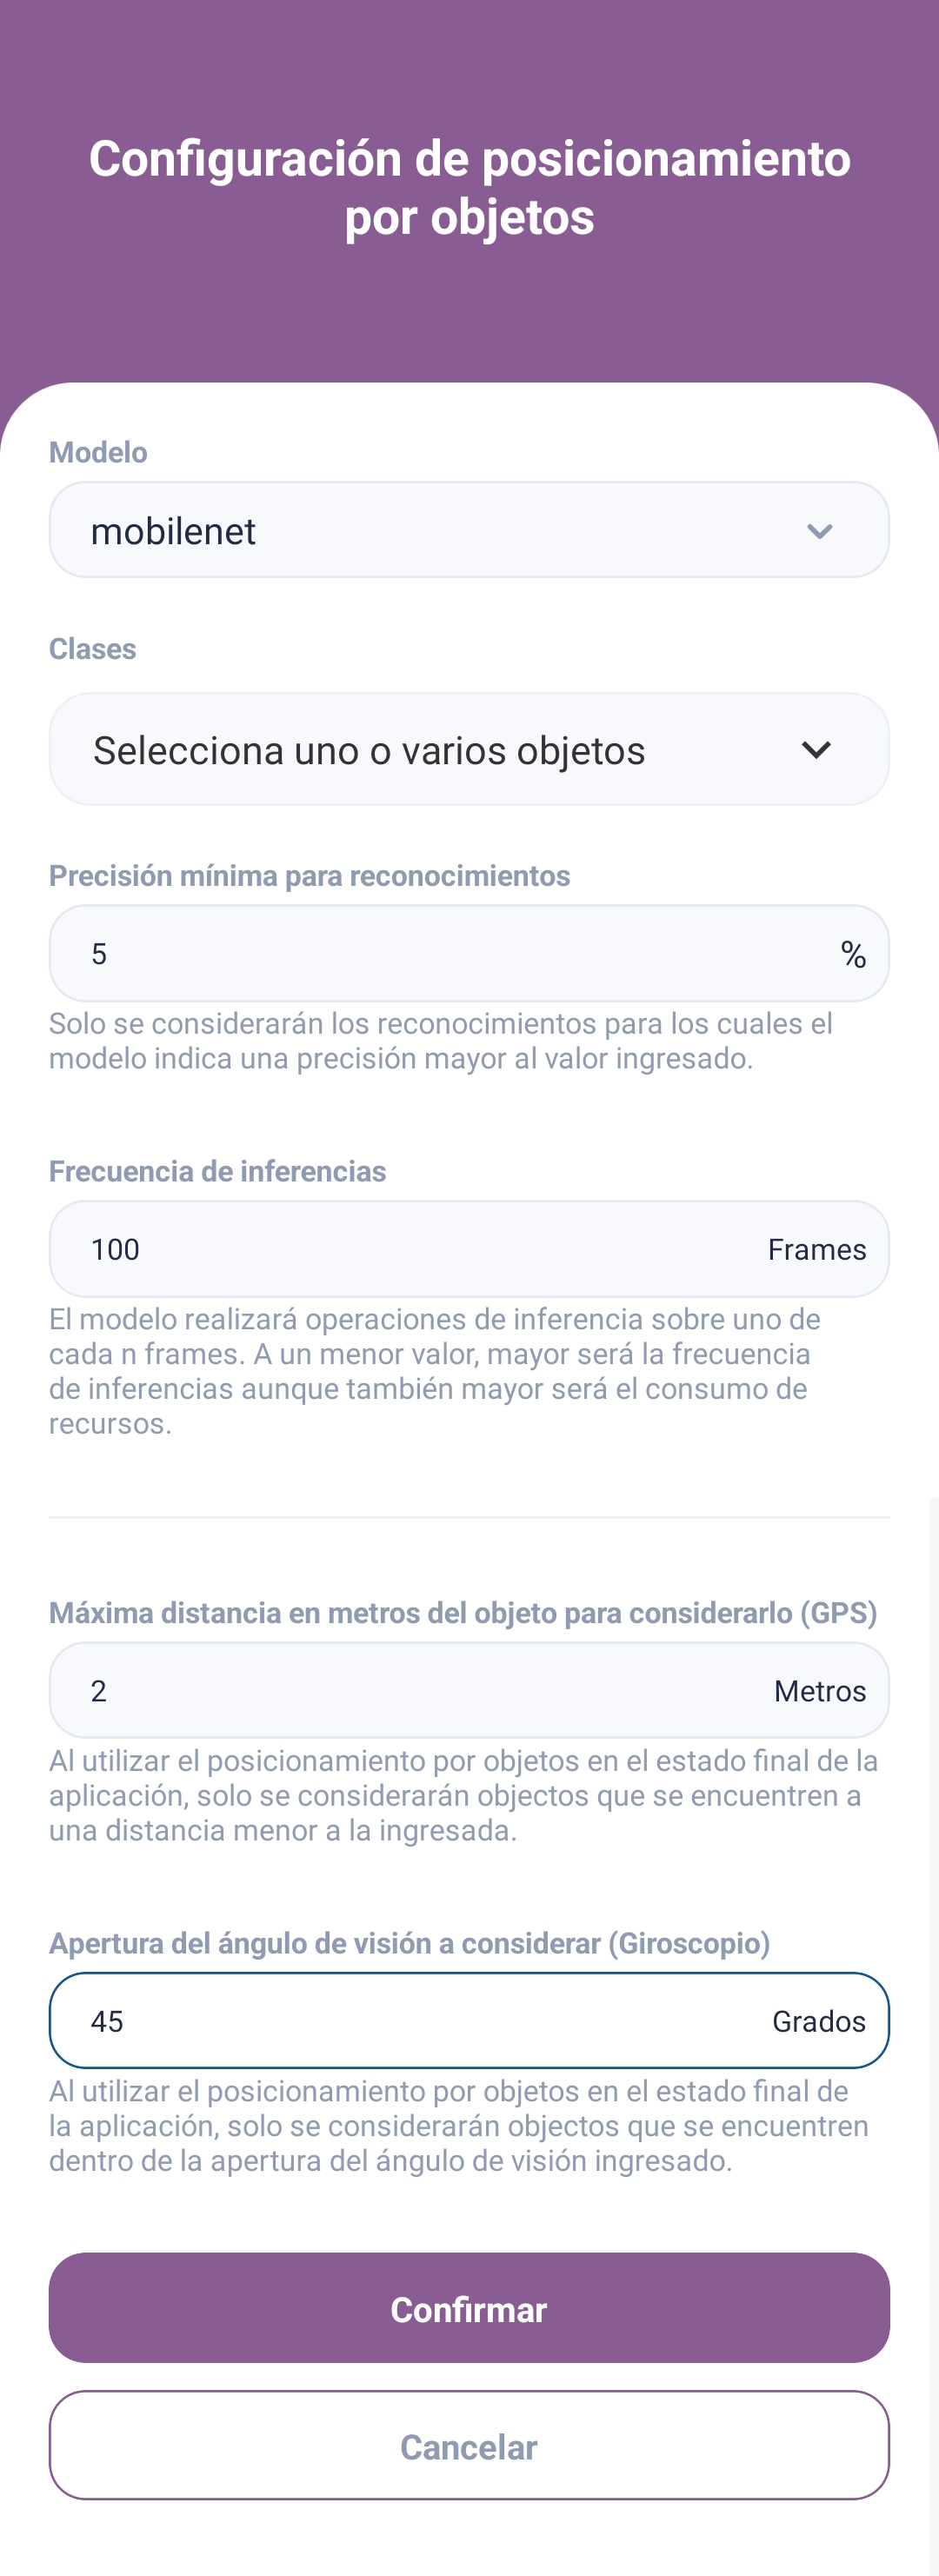 Configuración de posicionamiento
por objetos
Modelo
mobilenet
Clases
Selecciona uno o varios objetos
Precisión mínima para reconocimientos
5 %
Solo se considerarán los reconocimientos para los cuales el
modelo indica una precisión mayor al valor ingresado.
Frecuencia de inferencias
100 Frames
El modelo realizará operaciones de inferencia sobre uno de
cada n frames. A un menor valor, mayor será la frecuencia
de inferencias aunque también mayor será el consumo de
recursos.
Máxima distancia en metros del objeto para considerarlo (GPS)
2 Metros
Al utilizar el posicionamiento por objetos en el estado final de la
aplicación, solo se considerarán objectos que se encuentren a
una distancia menor a la ingresada.
Apertura del ángulo de visión a considerar (Giroscopio)
45 Grados
Al utilizar el posicionamiento por objetos en el estado final de
la aplicación, solo se considerarán objectos que se encuentren
dentro de la apertura del ángulo de visión ingresado.
Confirmar
Cancelar